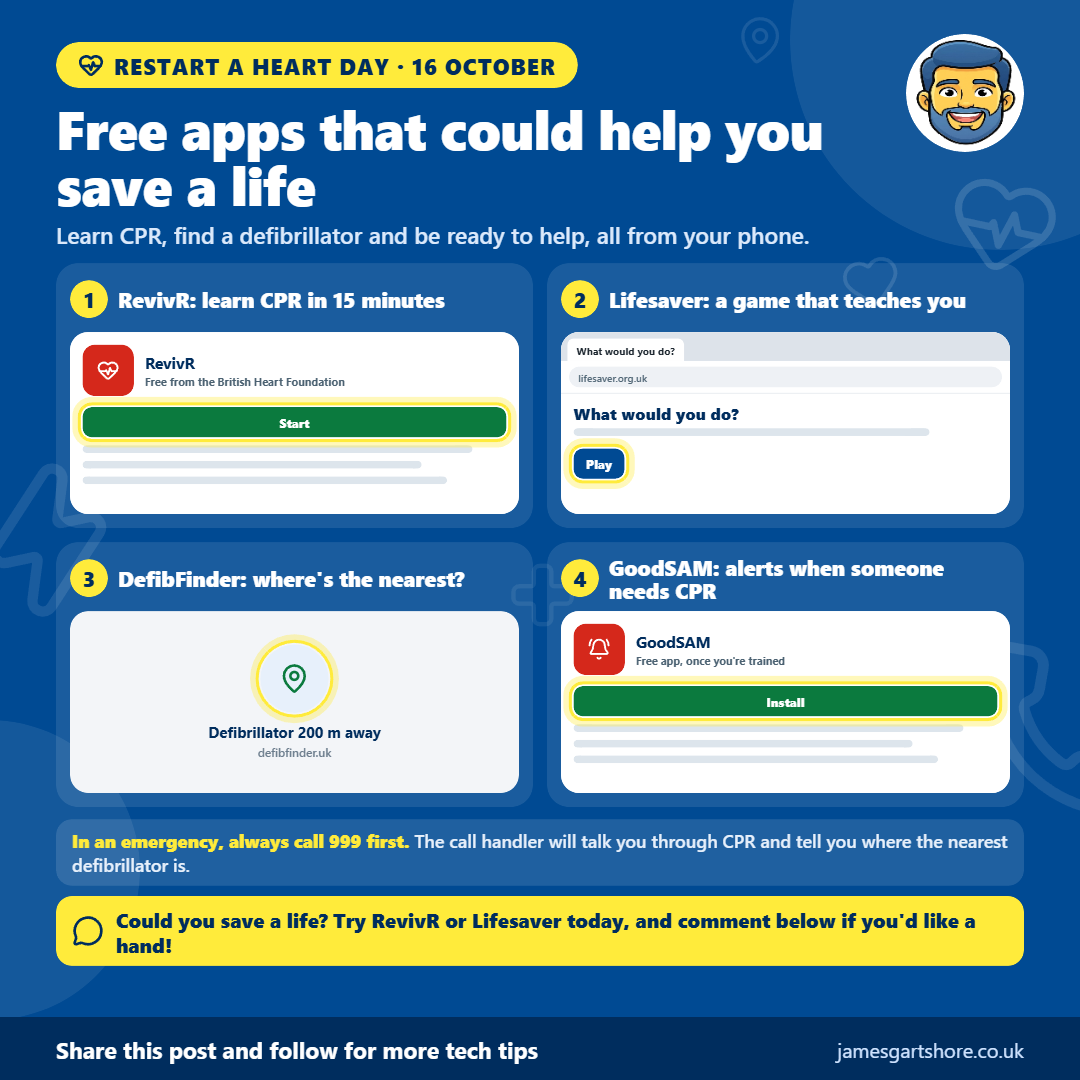 RESTART A HEART DAY · 16 OCTOBER
Free apps that could help you
save a life
Learn CPR, find a defibrillator and be ready to help, all from your phone.
1 RevivR: learn CPR in 15 minutes
RevivR
Free from the British Heart Foundation
Start
2 Lifesaver: a game that teaches you
What would you do?
lifesaver.org.uk
What would you do?
Play
3 DefibFinder: where's the nearest?
Defibrillator 200 m away
defibfinder.uk
4 GoodSAM: alerts when someone
needs CPR
GoodSAM
Free app, once you're trained
Install
In an emergency, always call 999 first. The call handler will talk you through CPR and tell you where the nearest
defibrillator is.
Could you save a life? Try RevivR or Lifesaver today, and comment below if you'd like a
hand!
Share this post and follow for more tech tips
jamesgartshore.co.uk